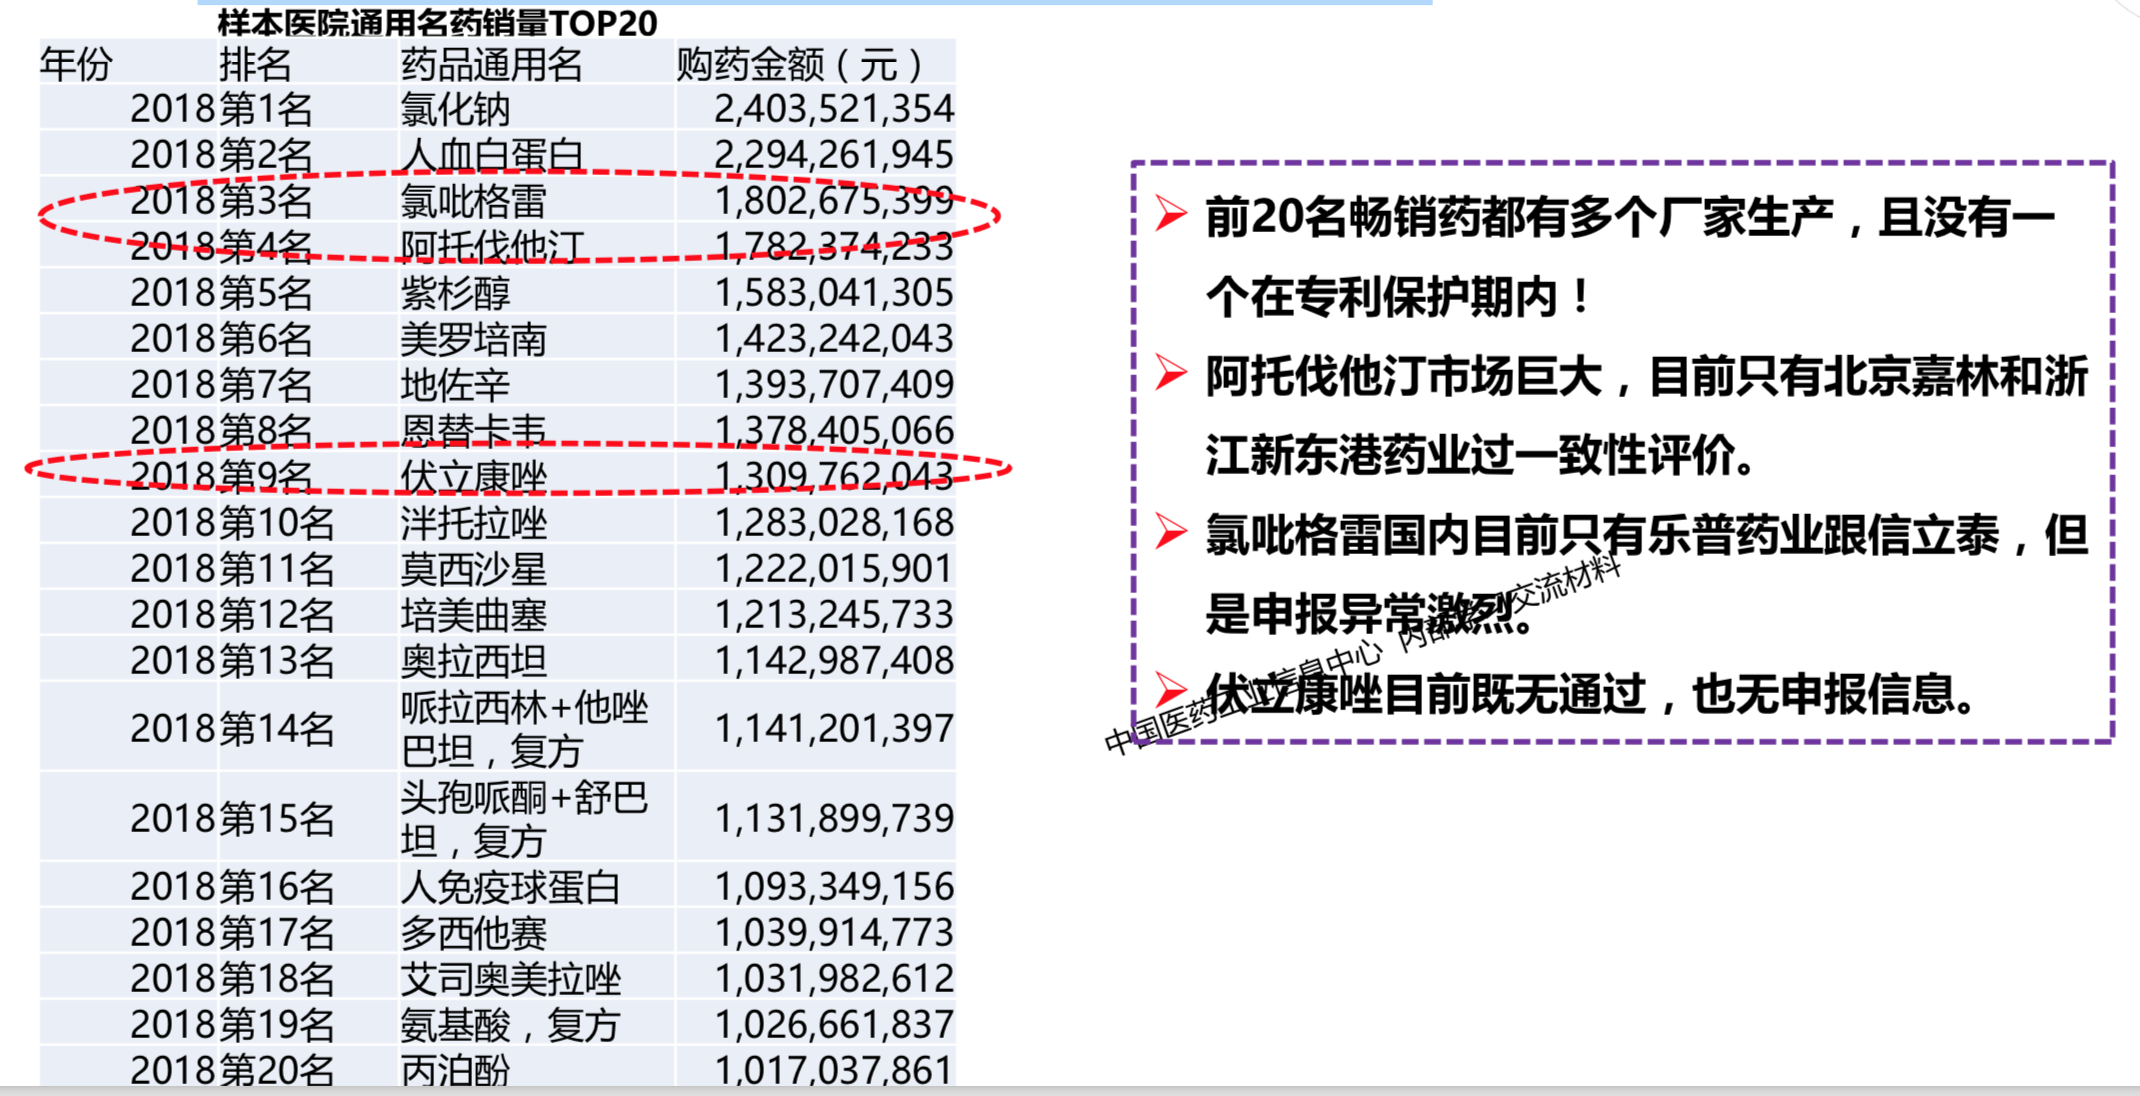 样本医院通用名药销量TOP20
年份 排名 药品通用名 购药金额（元）
2018 第1名 氯化钠 2,403,521,354
2018 第2名 人血白蛋白 2,294,261,945
2018 第3名 氯吡格雷 1,802,675,399
2018 第4名 阿托伐他汀 1,782,374,233
2018 第5名 紫杉醇 1,583,041,305
2018 第6名 美罗培南 1,423,242,043
2018 第7名 地佐辛 1,393,707,409
2018 第8名 恩替卡韦 1,378,405,066
2018 第9名 伏立康唑 1,309,762,043
2018 第10名 泮托拉唑 1,283,028,168
2018 第11名 莫西沙星 1,222,015,901
2018 第12名 培美曲塞 1,213,245,733
2018 第13名 奥拉西坦 1,142,987,408
2018 第14名 哌拉西林+他唑
巴坦，复方 1,141,201,397
2018 第15名 头孢哌酮+舒巴
坦，复方 1,131,899,739
2018 第16名 人免疫球蛋白 1,093,349,156
2018 第17名 多西他赛 1,039,914,773
2018 第18名 艾司奥美拉唑 1,031,982,612
2018 第19名 氨基酸，复方 1,026,661,837
2018 第20名 丙泊酚 1,017,037,861
前20名畅销药都有多个厂家生产，且没有一
个在专利保护期内！
阿托伐他汀市场巨大，目前只有北京嘉林和浙
江新东港药业过一致性评价。
氯吡格雷国内目前只有乐普药业跟信立泰，但
是申报异常激烈。
伏立康唑目前既无通过，也无申报信息。
中国医药工业信息中心 内部 交流材料